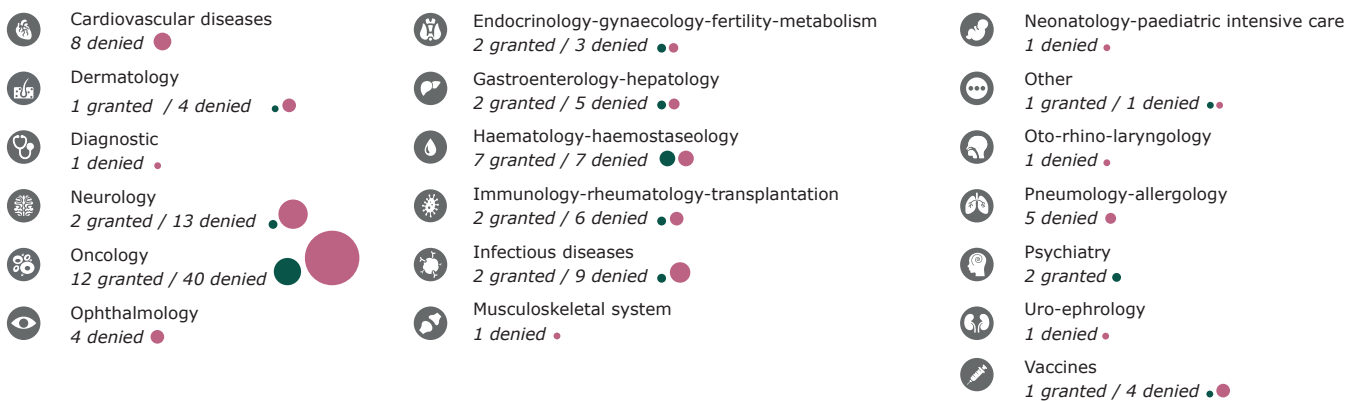 Cardiovascular diseases
8 denied
Dermatology
1 granted / 4 denied
Diagnostic
1 denied
Neurology
2 granted / 13 denied
Oncology
12 granted / 40 denied
Ophthalmology
4 denied
Endocrinology-gynaecology-fertility-metabolism
2 granted / 3 denied
Gastroenterology-hepatology
2 granted / 5 denied
Haematology-haemostaseology
7 granted / 7 denied
Immunology-rheumatology-transplantation
2 granted / 6 denied
Infectious diseases
2 granted / 9 denied
Musculoskeletal system
1 denied
Neonatology-paediatric intensive care
1 denied
Other
1 granted / 1 denied
Oto-rhino-laryngology
1 denied
Pneumology-allergology
5 denied
Psychiatry
2 granted
Uro-ephrology
1 denied
Vaccines
1 granted / 4 denied